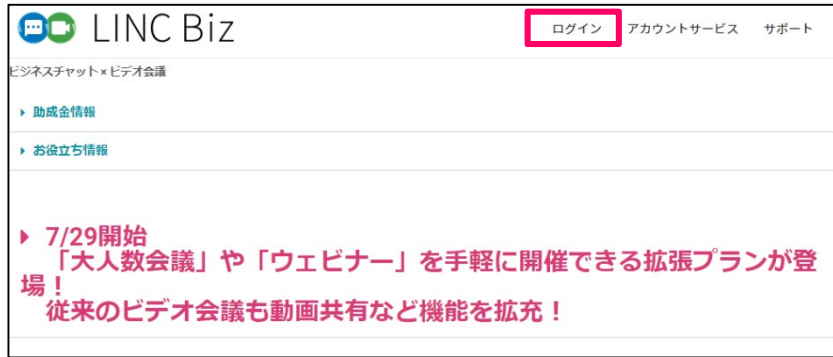 LINC Biz
ログイン アカウントサービス サポート
ビジネスチャット×ビデオ会議
助成金情報
お役立ち情報
7/29開始
「大人数会議」や「ウェビナー」を手軽に開催できる拡張プランが登
場！
従来のビデオ会議も動画共有など機能を拡充！